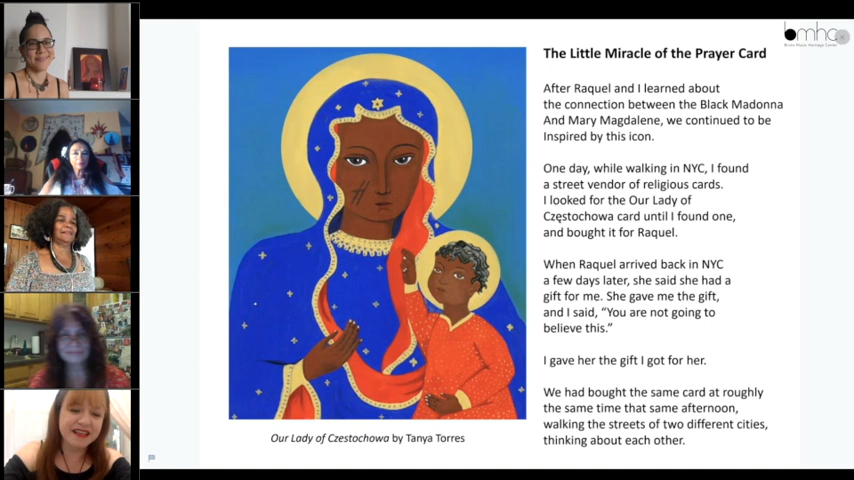 bmhc
Bronx Music Heritage Center
The Little Miracle of the Prayer Card
After Raquel and I learned about
the connection between the Black Madonna
And Mary Magdalene, we continued to be
Inspired by this icon.
One day, while walking in NYC, I found
a street vendor of religious cards.
I looked for the Our Lady of
Częstochowa card until I found one,
and bought it for Raquel.
When Raquel arrived back in NYC
a few days later, she said she had a
gift for me. She gave me the gift,
and I said, “You are not going to
believe this.”
I gave her the gift I got for her.
We had bought the same card at roughly
the same time that same afternoon,
walking the streets of two different cities,
thinking about each other.
Our Lady of Czestochowa by Tanya Torres